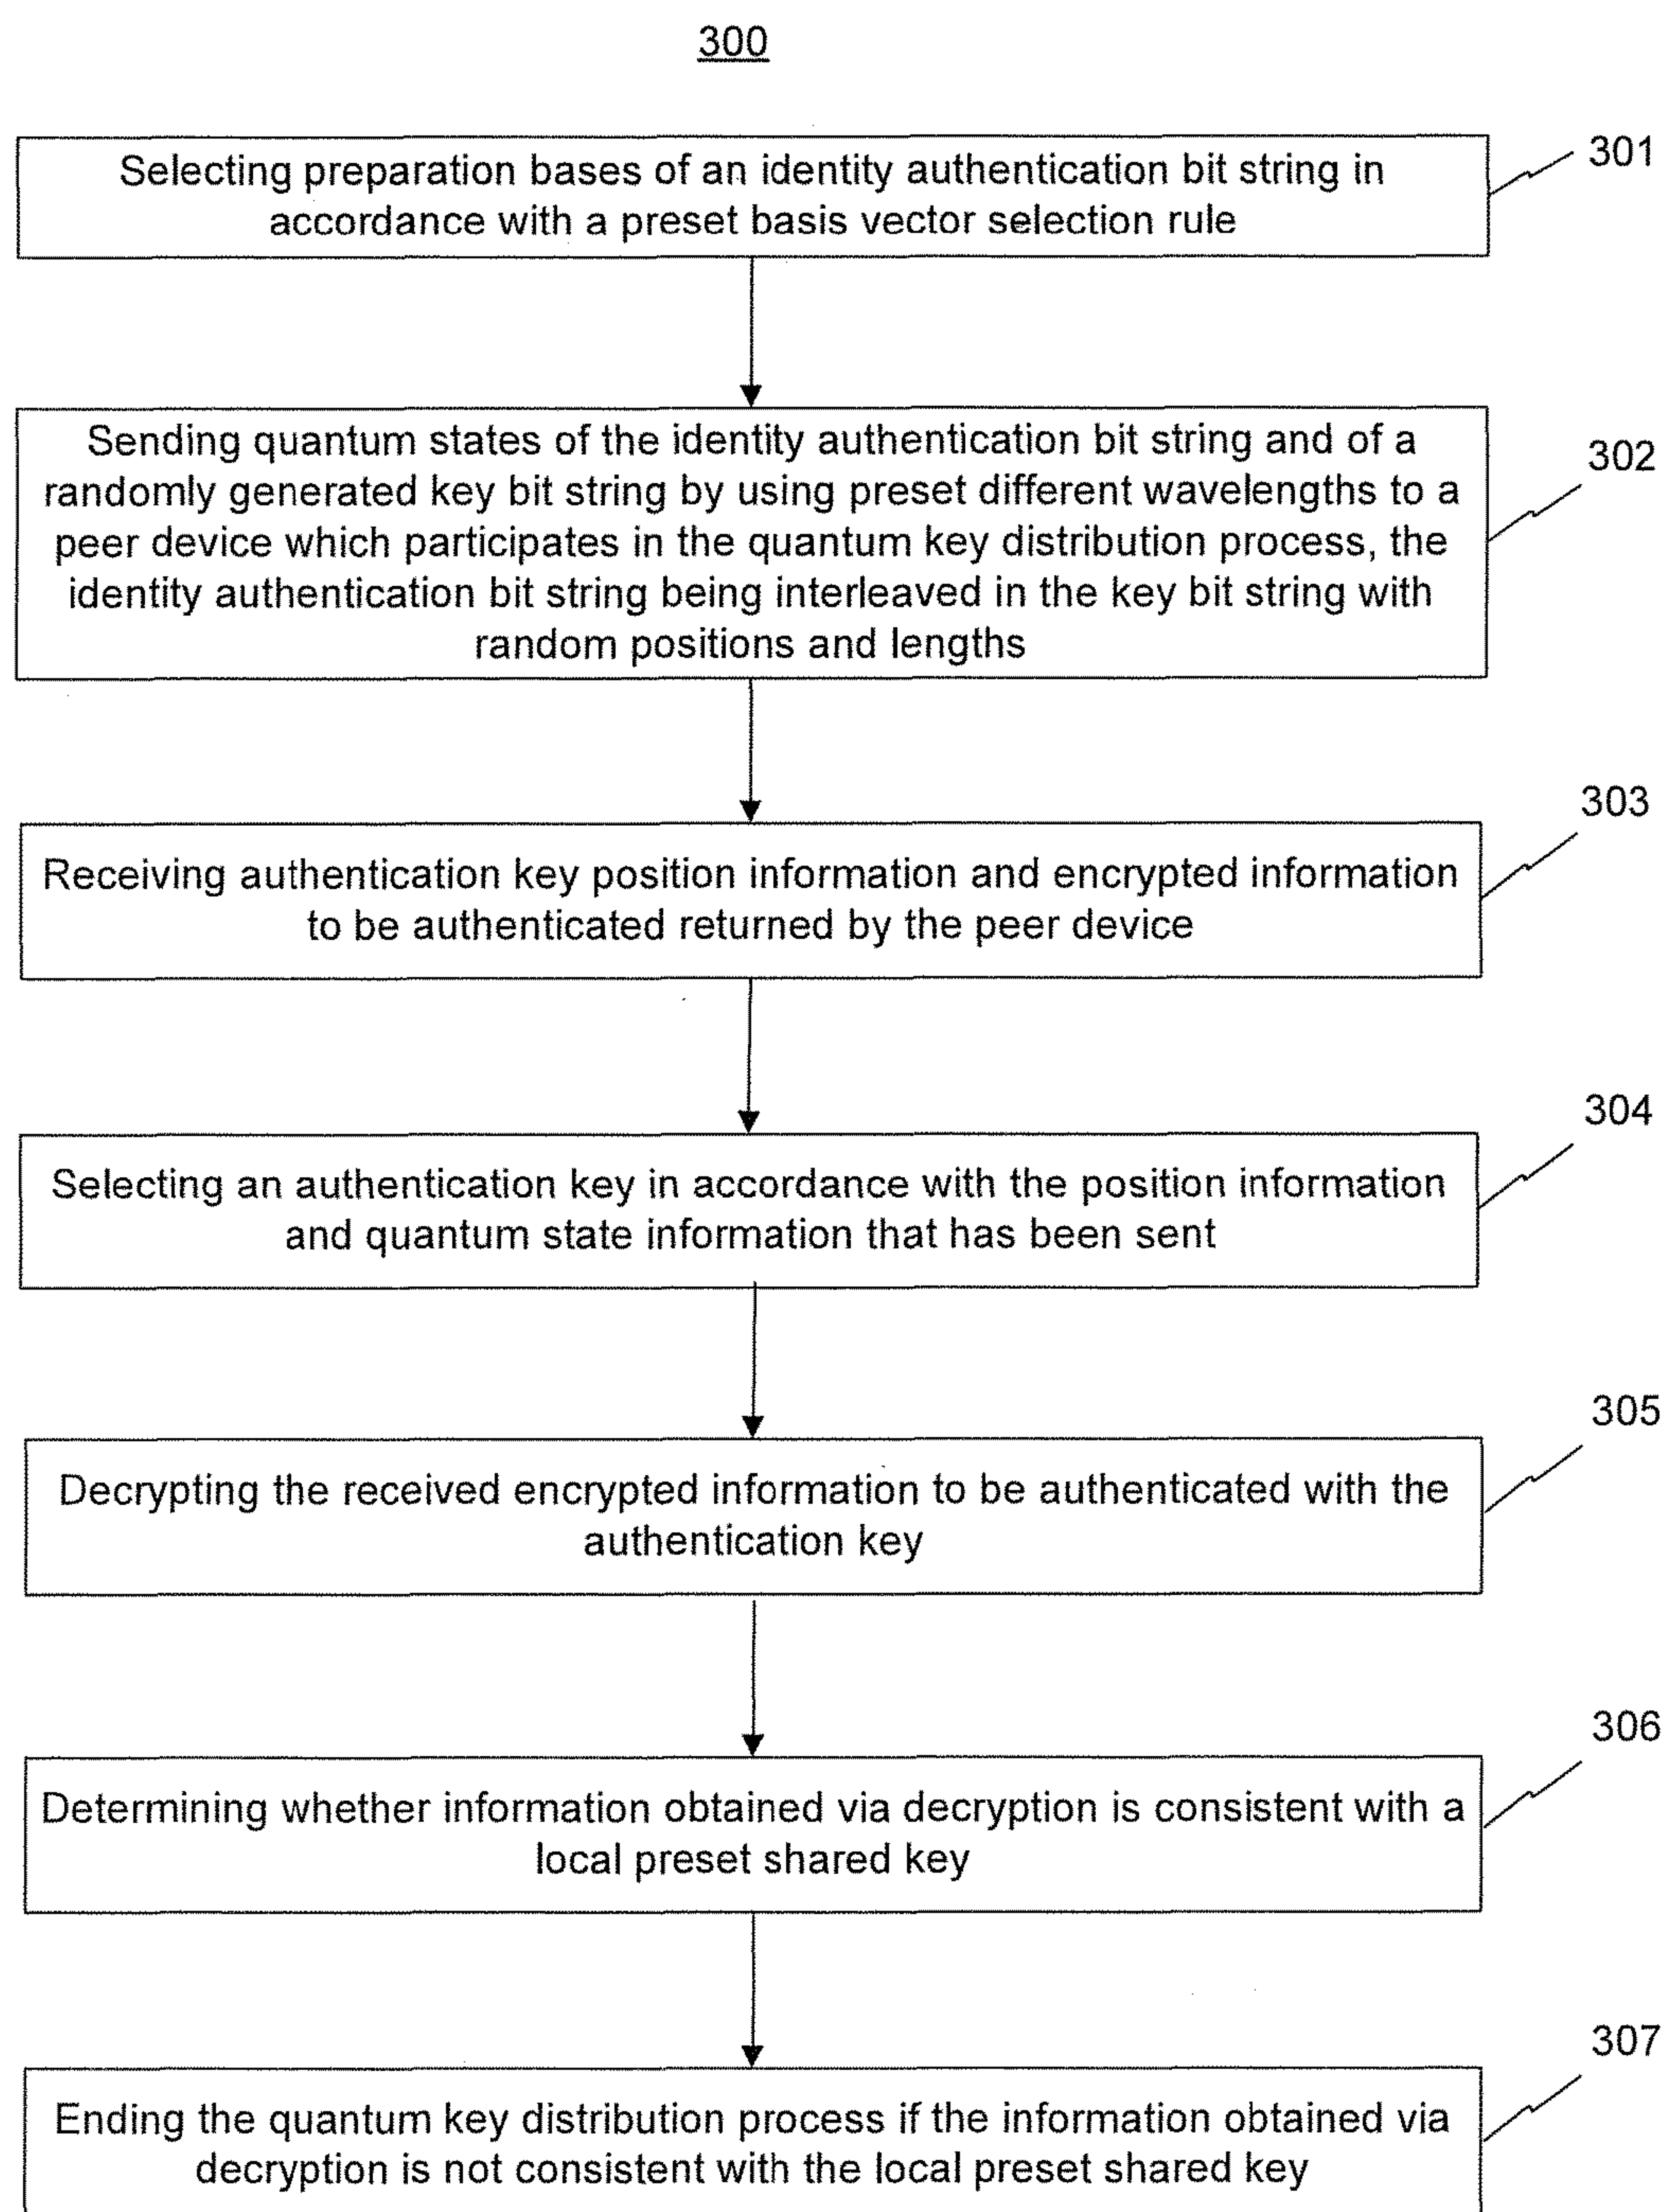 300
Selecting preparation bases of an identity authentication bit string in
accordance with a preset basis vector selection rule
301
Sending quantum states of the identity authentication bit string and of a
randomly generated key bit string by using preset different wavelengths to a
peer device which participates in the quantum key distribution process, the
identity authentication bit string being interleaved in the key bit string with
random positions and lengths
302
Receiving authentication key position information and encrypted information
to be authenticated returned by the peer device
303
Selecting an authentication key in accordance with the position information
and quantum state information that has been sent
304
Decrypting the received encrypted information to be authenticated with the
authentication key
305
Determining whether information obtained via decryption is consistent with a
local preset shared key
306
Ending the quantum key distribution process if the information obtained via
decryption is not consistent with the local preset shared key
307